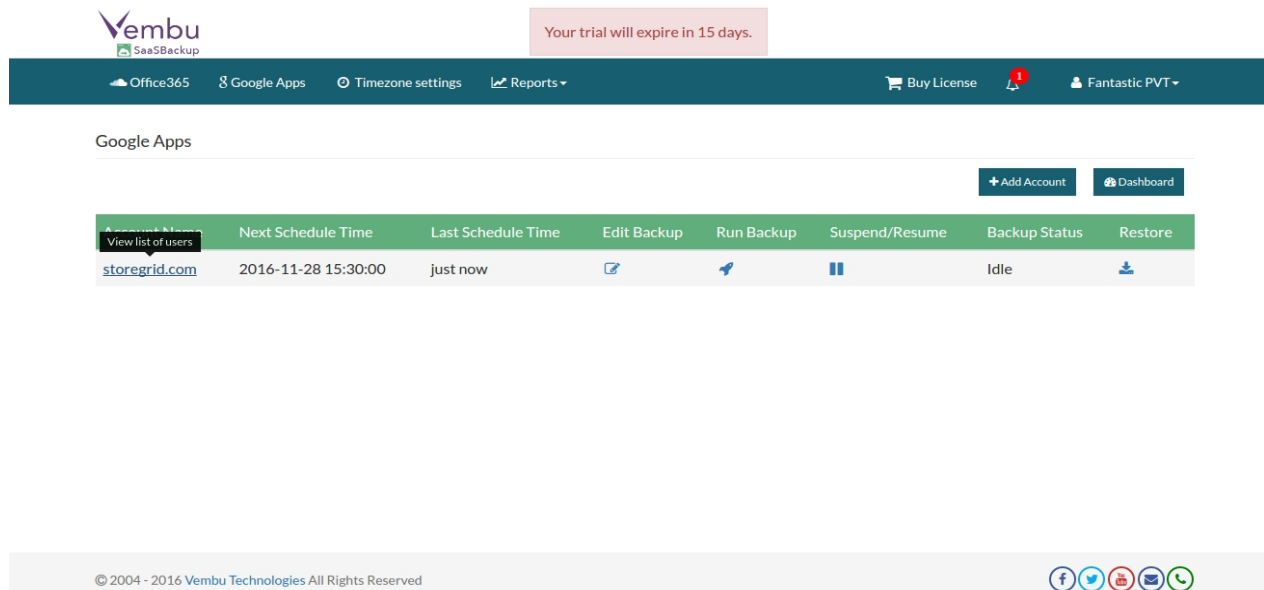 Vembu
SaaSBackup
Your trial will expire in 15 days.
Office365 Google Apps Timezone settings Reports Buy License 1 Fantastic PVT
Google Apps
Add Account Dashboard
Account Name Next Schedule Time Last Schedule Time Edit Backup Run Backup Suspend/Resume Backup Status Restore
View list of users
storegrid.com 2016-11-28 15:30:00 just now Idle
© 2004 - 2016 Vembu Technologies All Rights Reserved